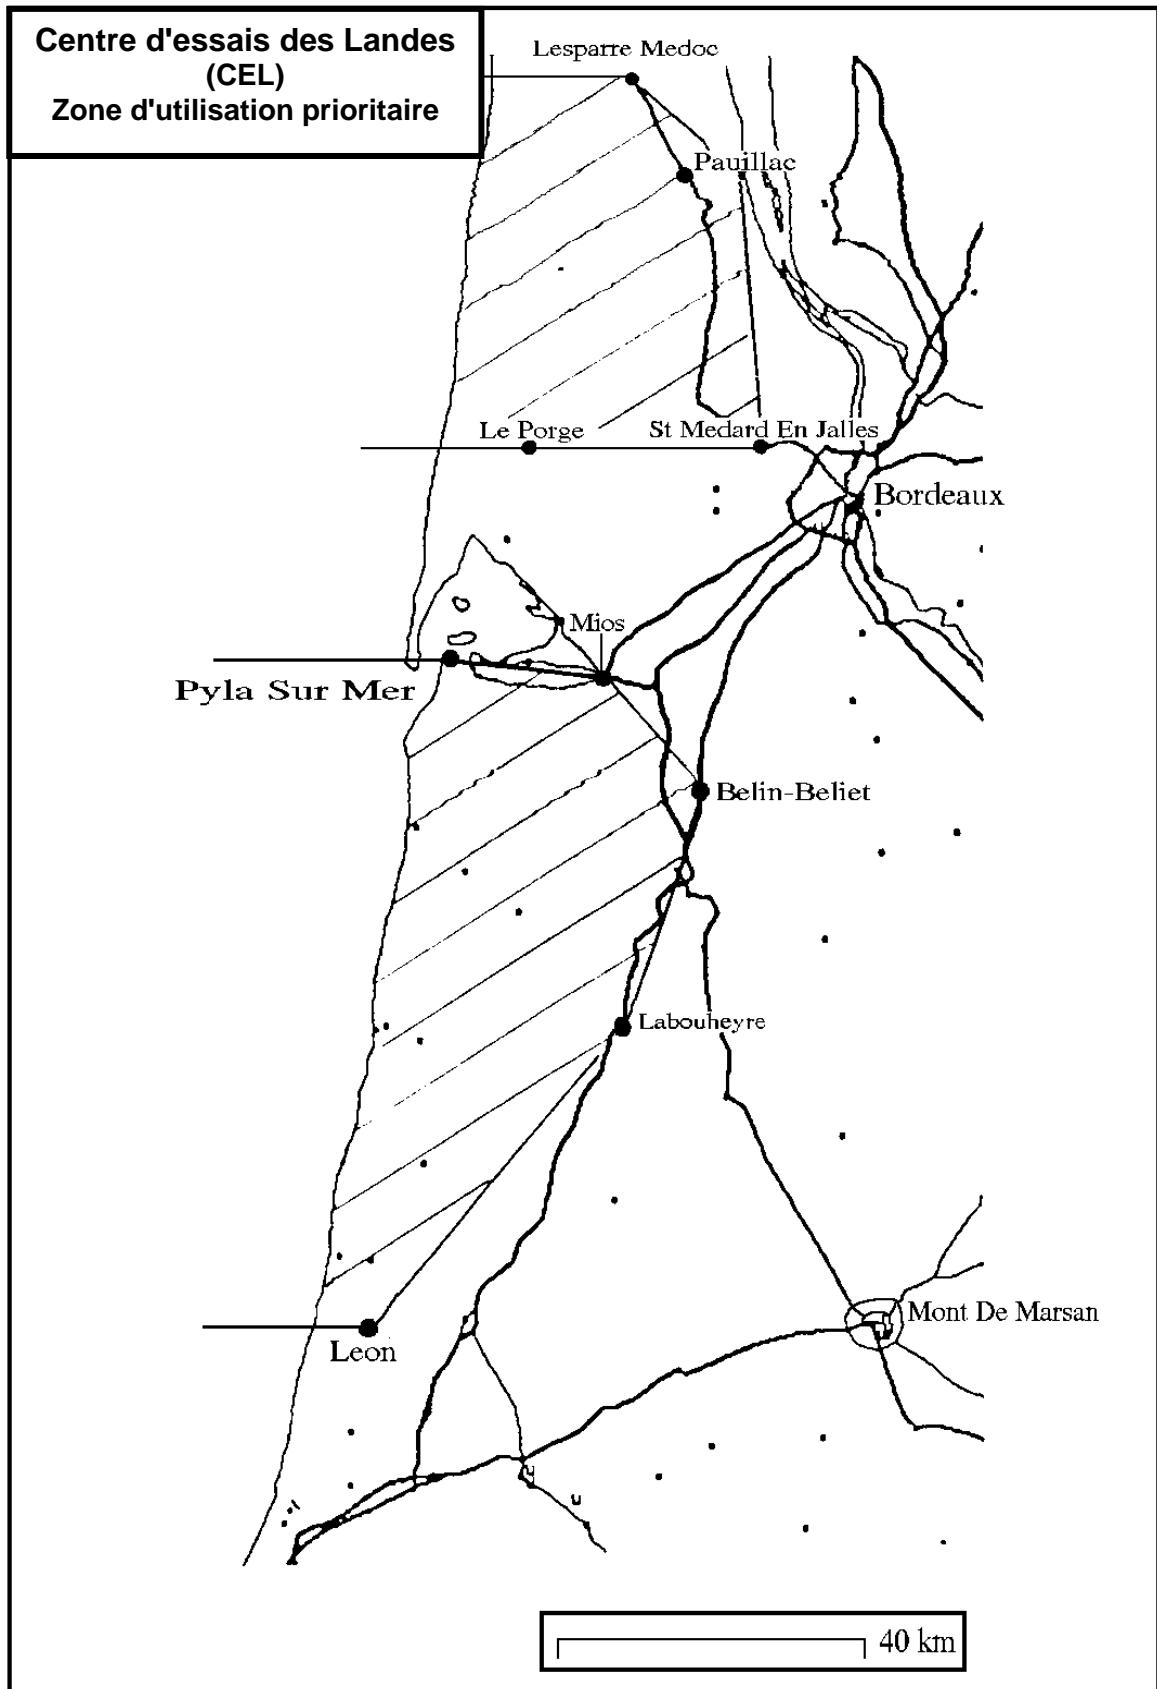 Centre d'essais des Landes
(CEL)
Zone d'utilisation prioritaire
Lesparre Medoc
Pauillac
Le Porge
St Medard En Jalles
Bordeaux
Mios
Pyla Sur Mer
Belin-Beliet
Labouheyre
Mont De Marsan
Leon
40 km